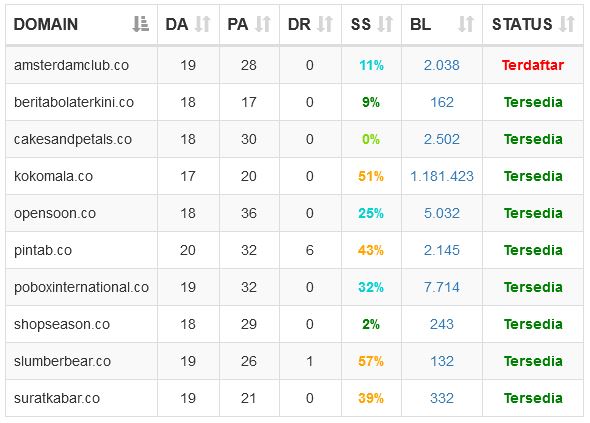 DOMAIN DA PA DR SS BL STATUS
amsterdamclub.co 19 28 0 11% 2.038 Terdaftar
beritabolaterkini.co 18 17 0 9% 162 Tersedia
cakesandpetals.co 18 30 0 0% 2.502 Tersedia
kokomala.co 17 20 0 51% 1.181.423 Tersedia
opensoon.co 18 36 0 25% 5.032 Tersedia
pintab.co 20 32 6 43% 2.145 Tersedia
poboxinternational.co 19 32 0 32% 7.714 Tersedia
shopseason.co 18 29 0 2% 243 Tersedia
slumberbear.co 19 26 1 57% 132 Tersedia
suratkabar.co 19 21 0 39% 332 Tersedia